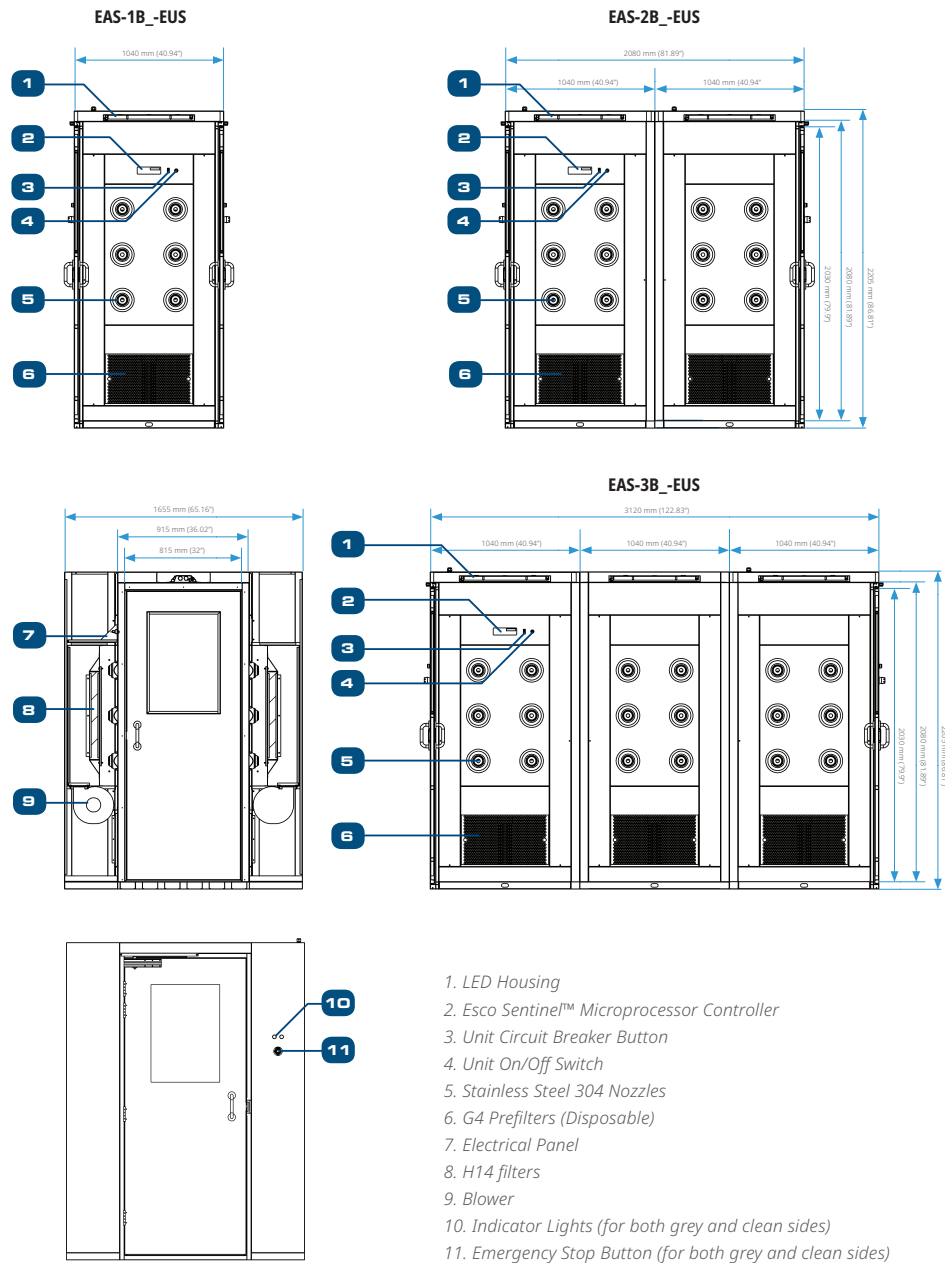 EAS-1B_-EUS
1040 mm (40.94")
1
2
3
4
5
6
EAS-2B_-EUS
2080 mm (81.89")
1040 mm (40.94")
1040 mm (40.94"
1
2
3
4
5
6
2030 mm (79.9")
2080 mm (81.89")
2205 mm (86.81")
1655 mm (65.16")
915 mm (36.02")
815 mm (32")
7
8
9
EAS-3B_-EUS
3120 mm (122.83")
1040 mm (40.94")
1040 mm (40.94")
1040 mm (40.94")
1
2
3
4
5
6
2030 mm (79.9")
2080 mm (81.89")
10
11
1. LED Housing
2. Esco Sentinel™ Microprocessor Controller
3. Unit Circuit Breaker Button
4. Unit On/Off Switch
5. Stainless Steel 304 Nozzles
6. G4 Prefilters (Disposable)
7. Electrical Panel
8. H14 filters
9. Blower
10. Indicator Lights (for both grey and clean sides)
11. Emergency Stop Button (for both grey and clean sides)